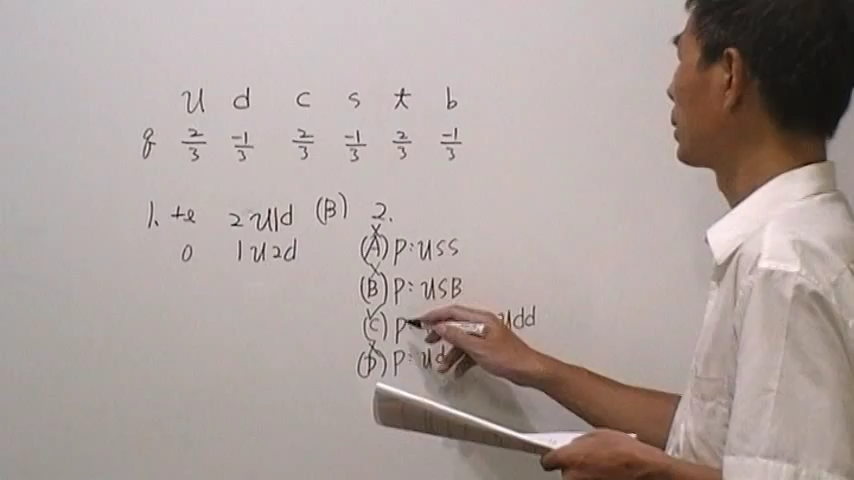 u d c s t b
q 2/3 -1/3 2/3 -1/3 2/3 -1/3
1. +e 2u1d (B) 2.
0 1u2d
(A) P: uss
(B) P: usB
(C) P: udd
(D) P: ud